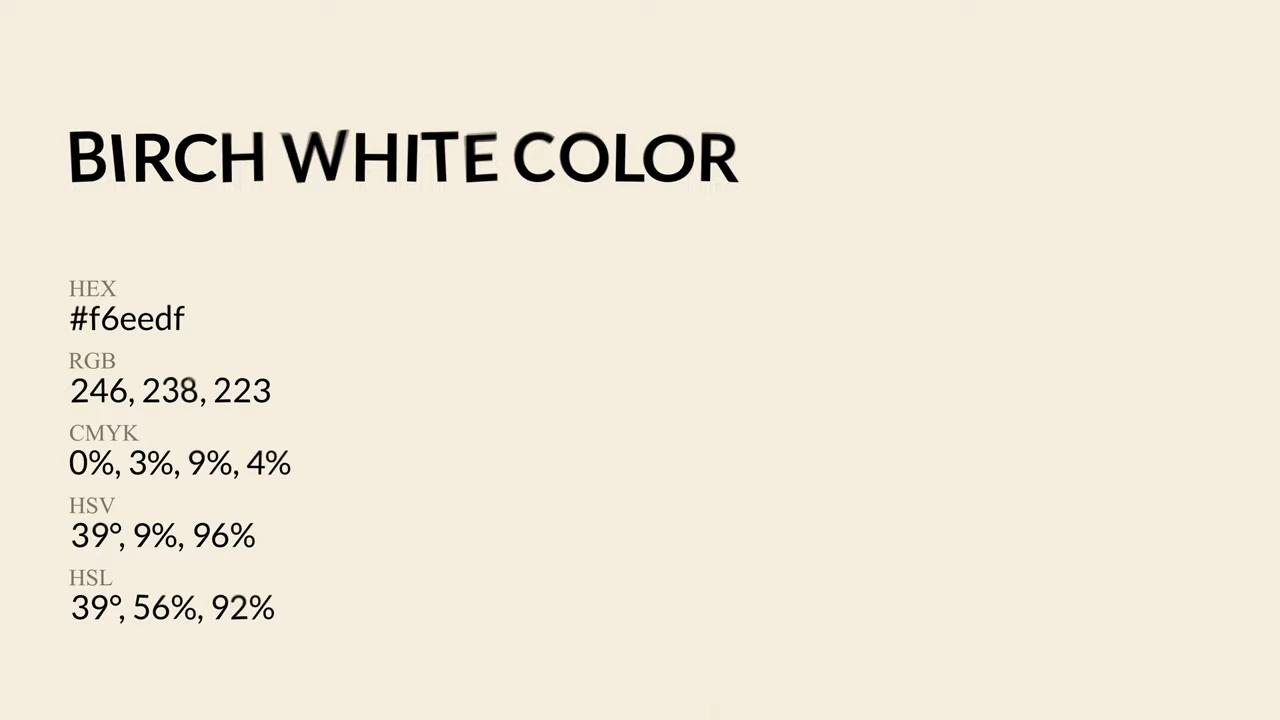 BIRCH WHITE COLOR
HEX
#f6eedf
RGB
246, 238, 223
CMYK
0%, 3%, 9%, 4%
HSV
39°, 9%, 96%
HSL
39°, 56%, 92%